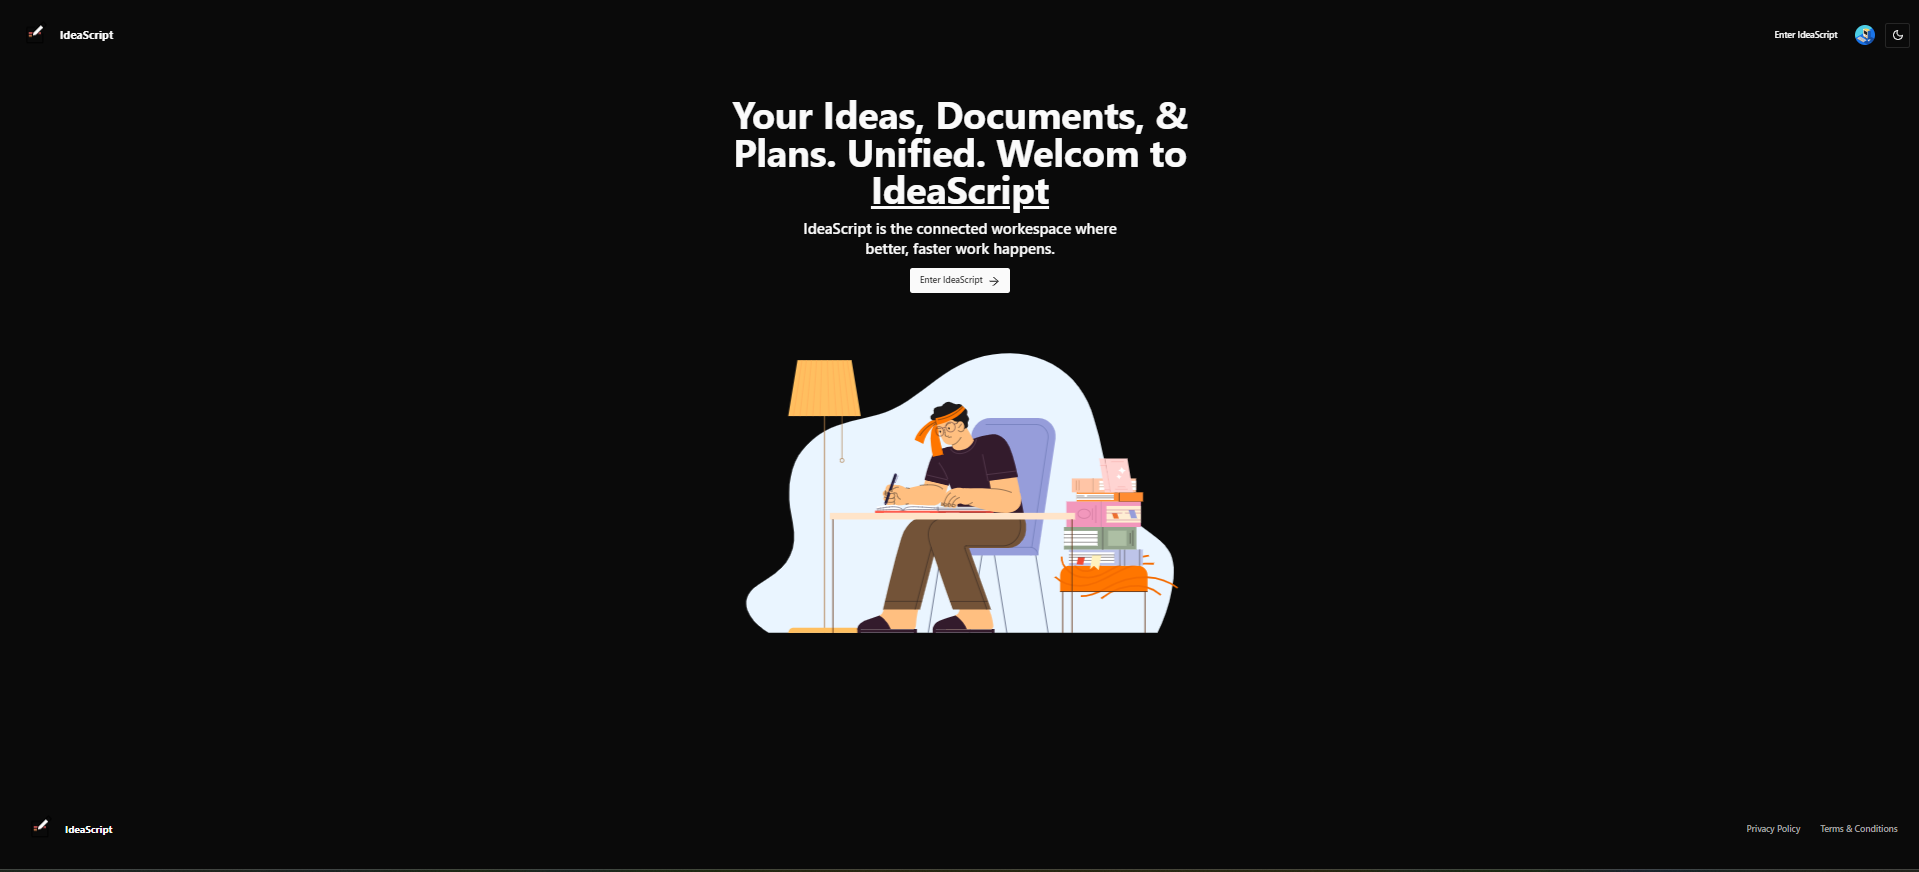 IdeaScript
Enter IdeaScript
Your Ideas, Documents, &
Plans. Unified. Welcom to
IdeaScript
IdeaScript is the connected workespace where
better, faster work happens.
Enter IdeaScript
IdeaScript
Privacy Policy
Terms & Conditions